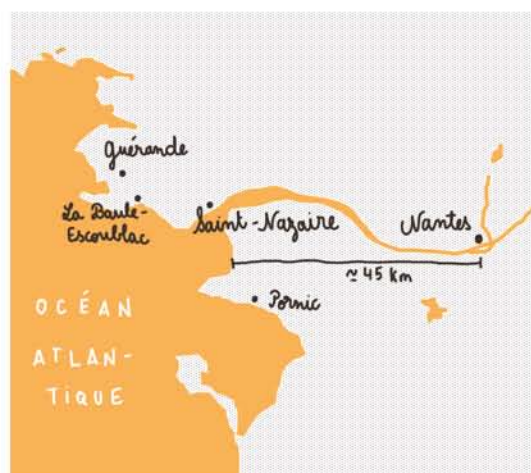 Guérande
La Baule-
Escoublac
Saint-Nazaire
Nantes
≃ 45 km
Pornic
OCÉAN
ATLAN-
TIQUE